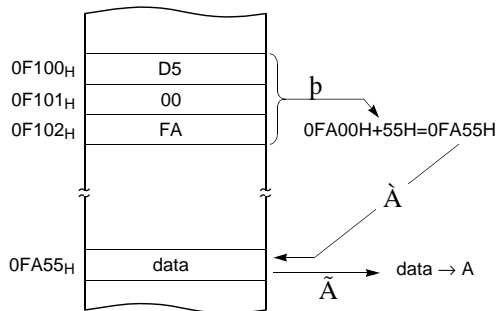 0F100H D5
þ
0F101H 00
0F102H FA 0FA00H+55H=0FA55H
À
0FA55H data data → A
Ã